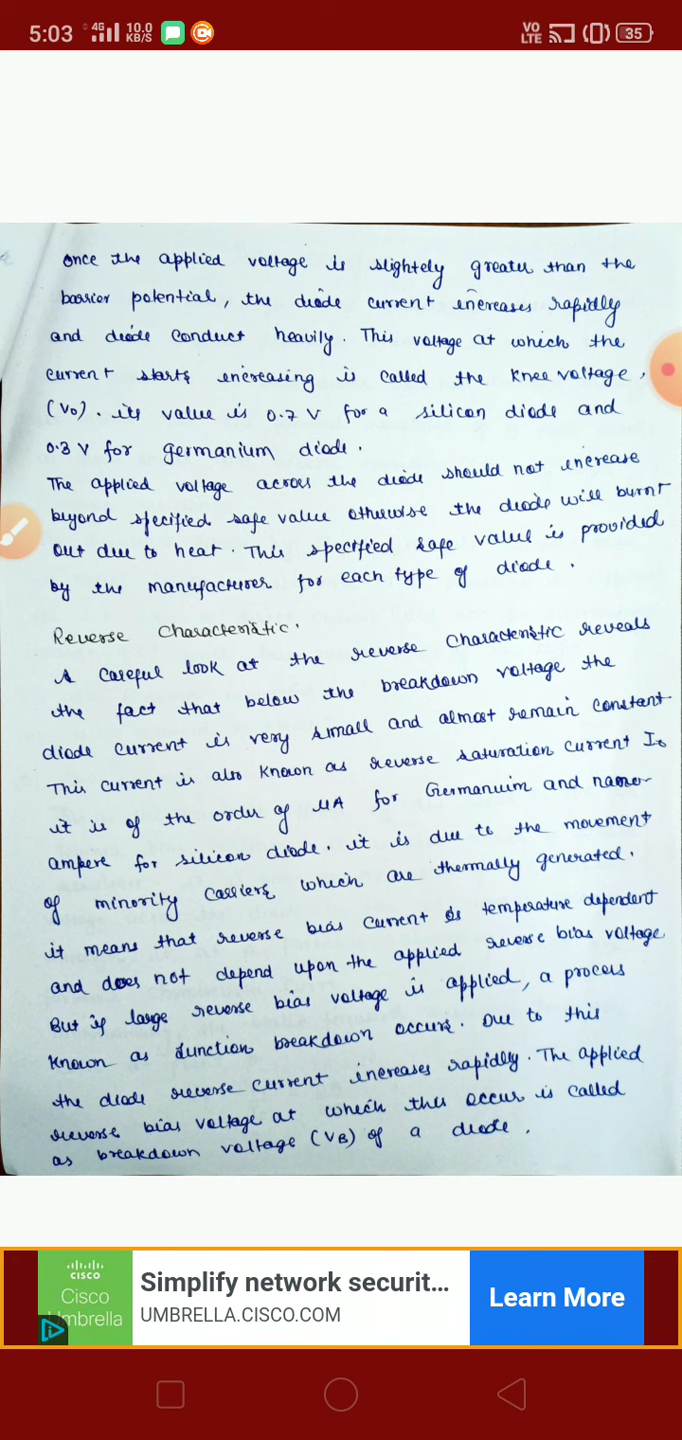 5:03 4G 10.0 KB/S VO LTE 35
once the applied voltage is slightely greater than the
barrier potential, the diode current increases rapidly
and diode conduct heavily. This voltage at which the
current starts encreasing is called the Knee voltage,
(V0). its value is 0.7 V for a silicon diode and
0.3 V for germanium diode.
The applied voltage across the diode should not increase
beyond specified safe value otherwise the diode will burnt
out due to heat. This specified safe value is provided
by the manufacturer for each type of diode.
Reverse Characteristic.
A careful look at the reverse characteristic reveals
the fact that below the breakdown voltage the
diode current is very small and almost remain constant
This current is also known as reverse saturation current Io
it is of the order of μA for Germanuim and nano-
ampere for silicon diode. it is due to the movement
of minority carriers which are thermally generated.
it means that reverse bias current is temperature dependent
and does not depend upon the applied reverse bias voltage
But if large reverse bias voltage is applied, a process
known as Junction breakdown occurs. Due to this
the diode reverse current increases rapidly. The applied
reverse bias voltage at which this occur is called
as breakdown voltage (VB) of a diode.
CISCO
Cisco Umbrella
Simplify network securit...
UMBRELLA.CISCO.COM
Learn More